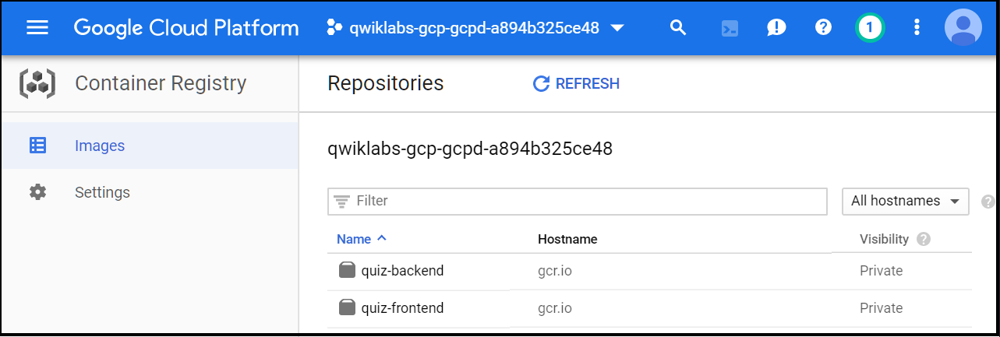 Google Cloud Platform qwiklabs-gcp-gcpd-a894b325ce48 ! ? 1
Container Registry
Repositories REFRESH
Images
Settings
qwiklabs-gcp-gcpd-a894b325ce48
Filter All hostnames ?
Name Hostname Visibility ?
quiz-backend gcr.io Private
quiz-frontend gcr.io Private